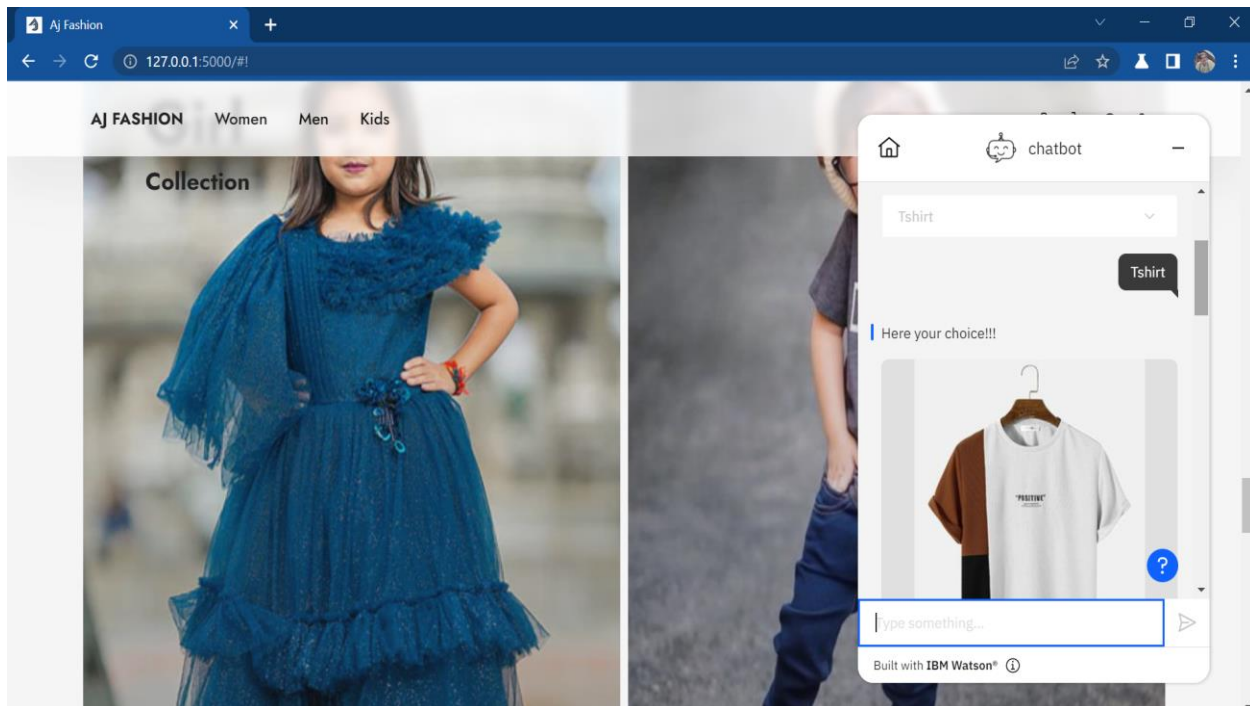 Aj Fashion
127.0.0.1:5000/#!
AJ FASHION Women Men Kids
Girl
Collection
chatbot
Tshirt
Tshirt
Here your choice!!!
"POSITIVE"
?
Type something...
Built with IBM Watson®